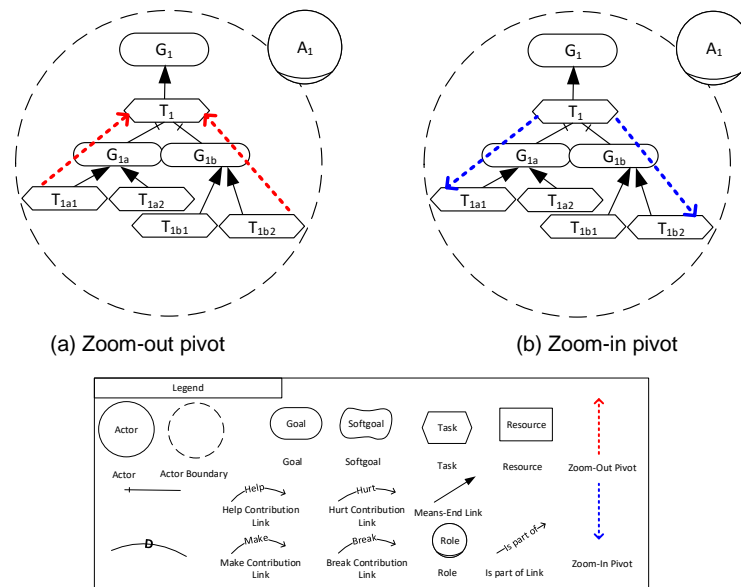 G1
A1
T1
G1a
G1b
T1a1
T1a2
T1b1
T1b2
(a) Zoom-out pivot
G1
A1
T1
G1a
G1b
T1a1
T1a2
T1b1
T1b2
(b) Zoom-in pivot
Legend
Actor
Goal
Softgoal
Task
Resource
Actor
Actor Boundary
Goal
Softgoal
Task
Resource
Zoom-Out Pivot
Help
Help Contribution
Link
Hurt
Hurt Contribution
Link
Means-End Link
D
Make
Make Contribution
Link
Break
Break Contribution
Link
Role
Role
Is part of
Is part of Link
Zoom-In Pivot